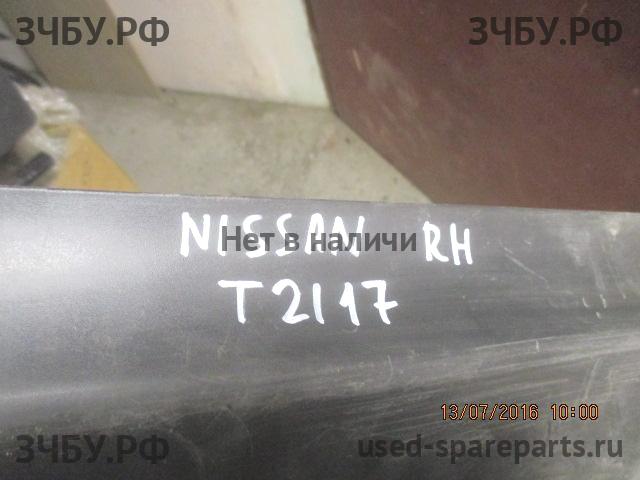 ЗЧБУ.РФ ЗЧБУ.РФ
NISSAN RH
Нет в наличи
T2117
13/07/2016 10:00
ЗЧБУ.РФ used-spareparts.ru